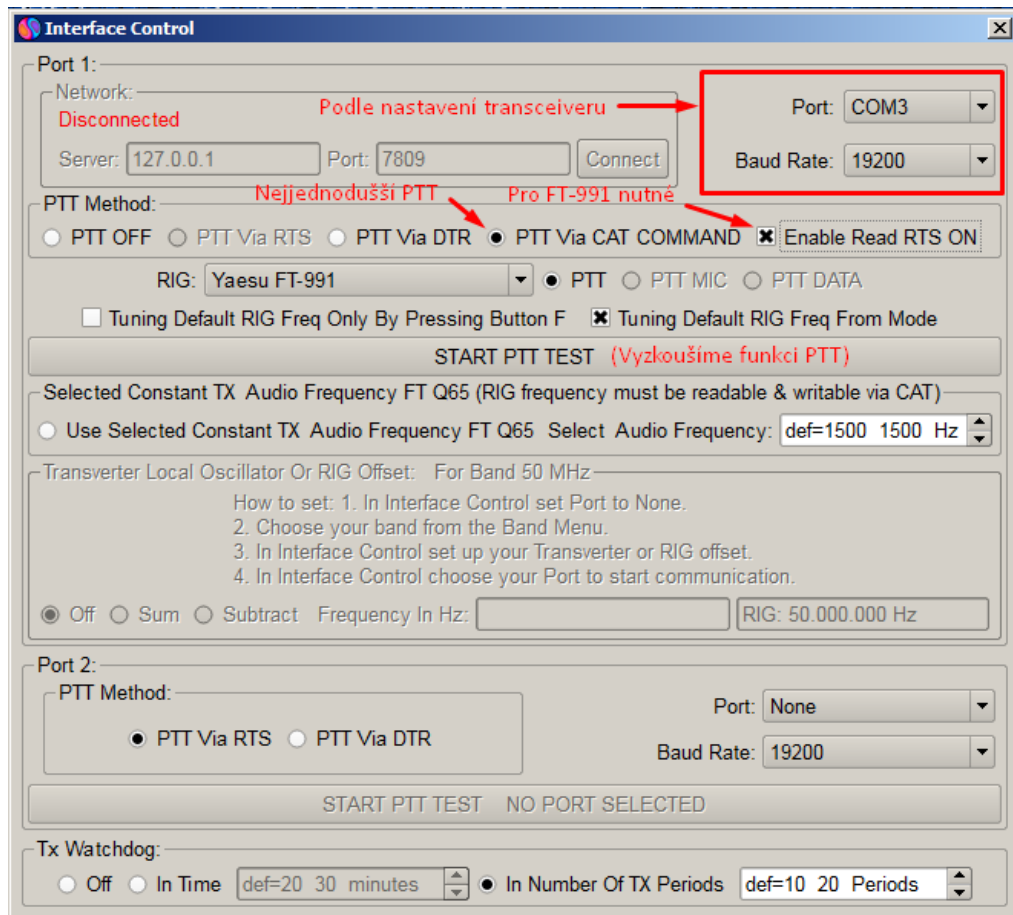 Interface Control
Port 1:
Network:
Disconnected
Podle nastavení transceiveru
Port: COM3
Server: 127.0.0.1 Port: 7809 Connect
Baud Rate: 19200
Nejjednodušší PTT
Pro FT-991 nutné
PTT Method:
PTT OFF PTT Via RTS PTT Via DTR PTT Via CAT COMMAND Enable Read RTS ON
RIG: Yaesu FT-991 PTT PTT MIC PTT DATA
Tuning Default RIG Freq Only By Pressing Button F Tuning Default RIG Freq From Mode
START PTT TEST (Vyzkoušíme funkci PTT)
Selected Constant TX Audio Frequency FT Q65 (RIG frequency must be readable & writable via CAT)
Use Selected Constant TX Audio Frequency FT Q65 Select Audio Frequency: def=1500 1500 Hz
Transverter Local Oscillator Or RIG Offset: For Band 50 MHz
How to set: 1. In Interface Control set Port to None.
2. Choose your band from the Band Menu.
3. In Interface Control set up your Transverter or RIG offset.
4. In Interface Control choose your Port to start communication.
Off Sum Subtract Frequency In Hz: RIG: 50.000.000 Hz
Port 2:
PTT Method:
Port: None
PTT Via RTS PTT Via DTR
Baud Rate: 19200
START PTT TEST NO PORT SELECTED
Tx Watchdog:
Off In Time def=20 30 minutes In Number Of TX Periods def=10 20 Periods